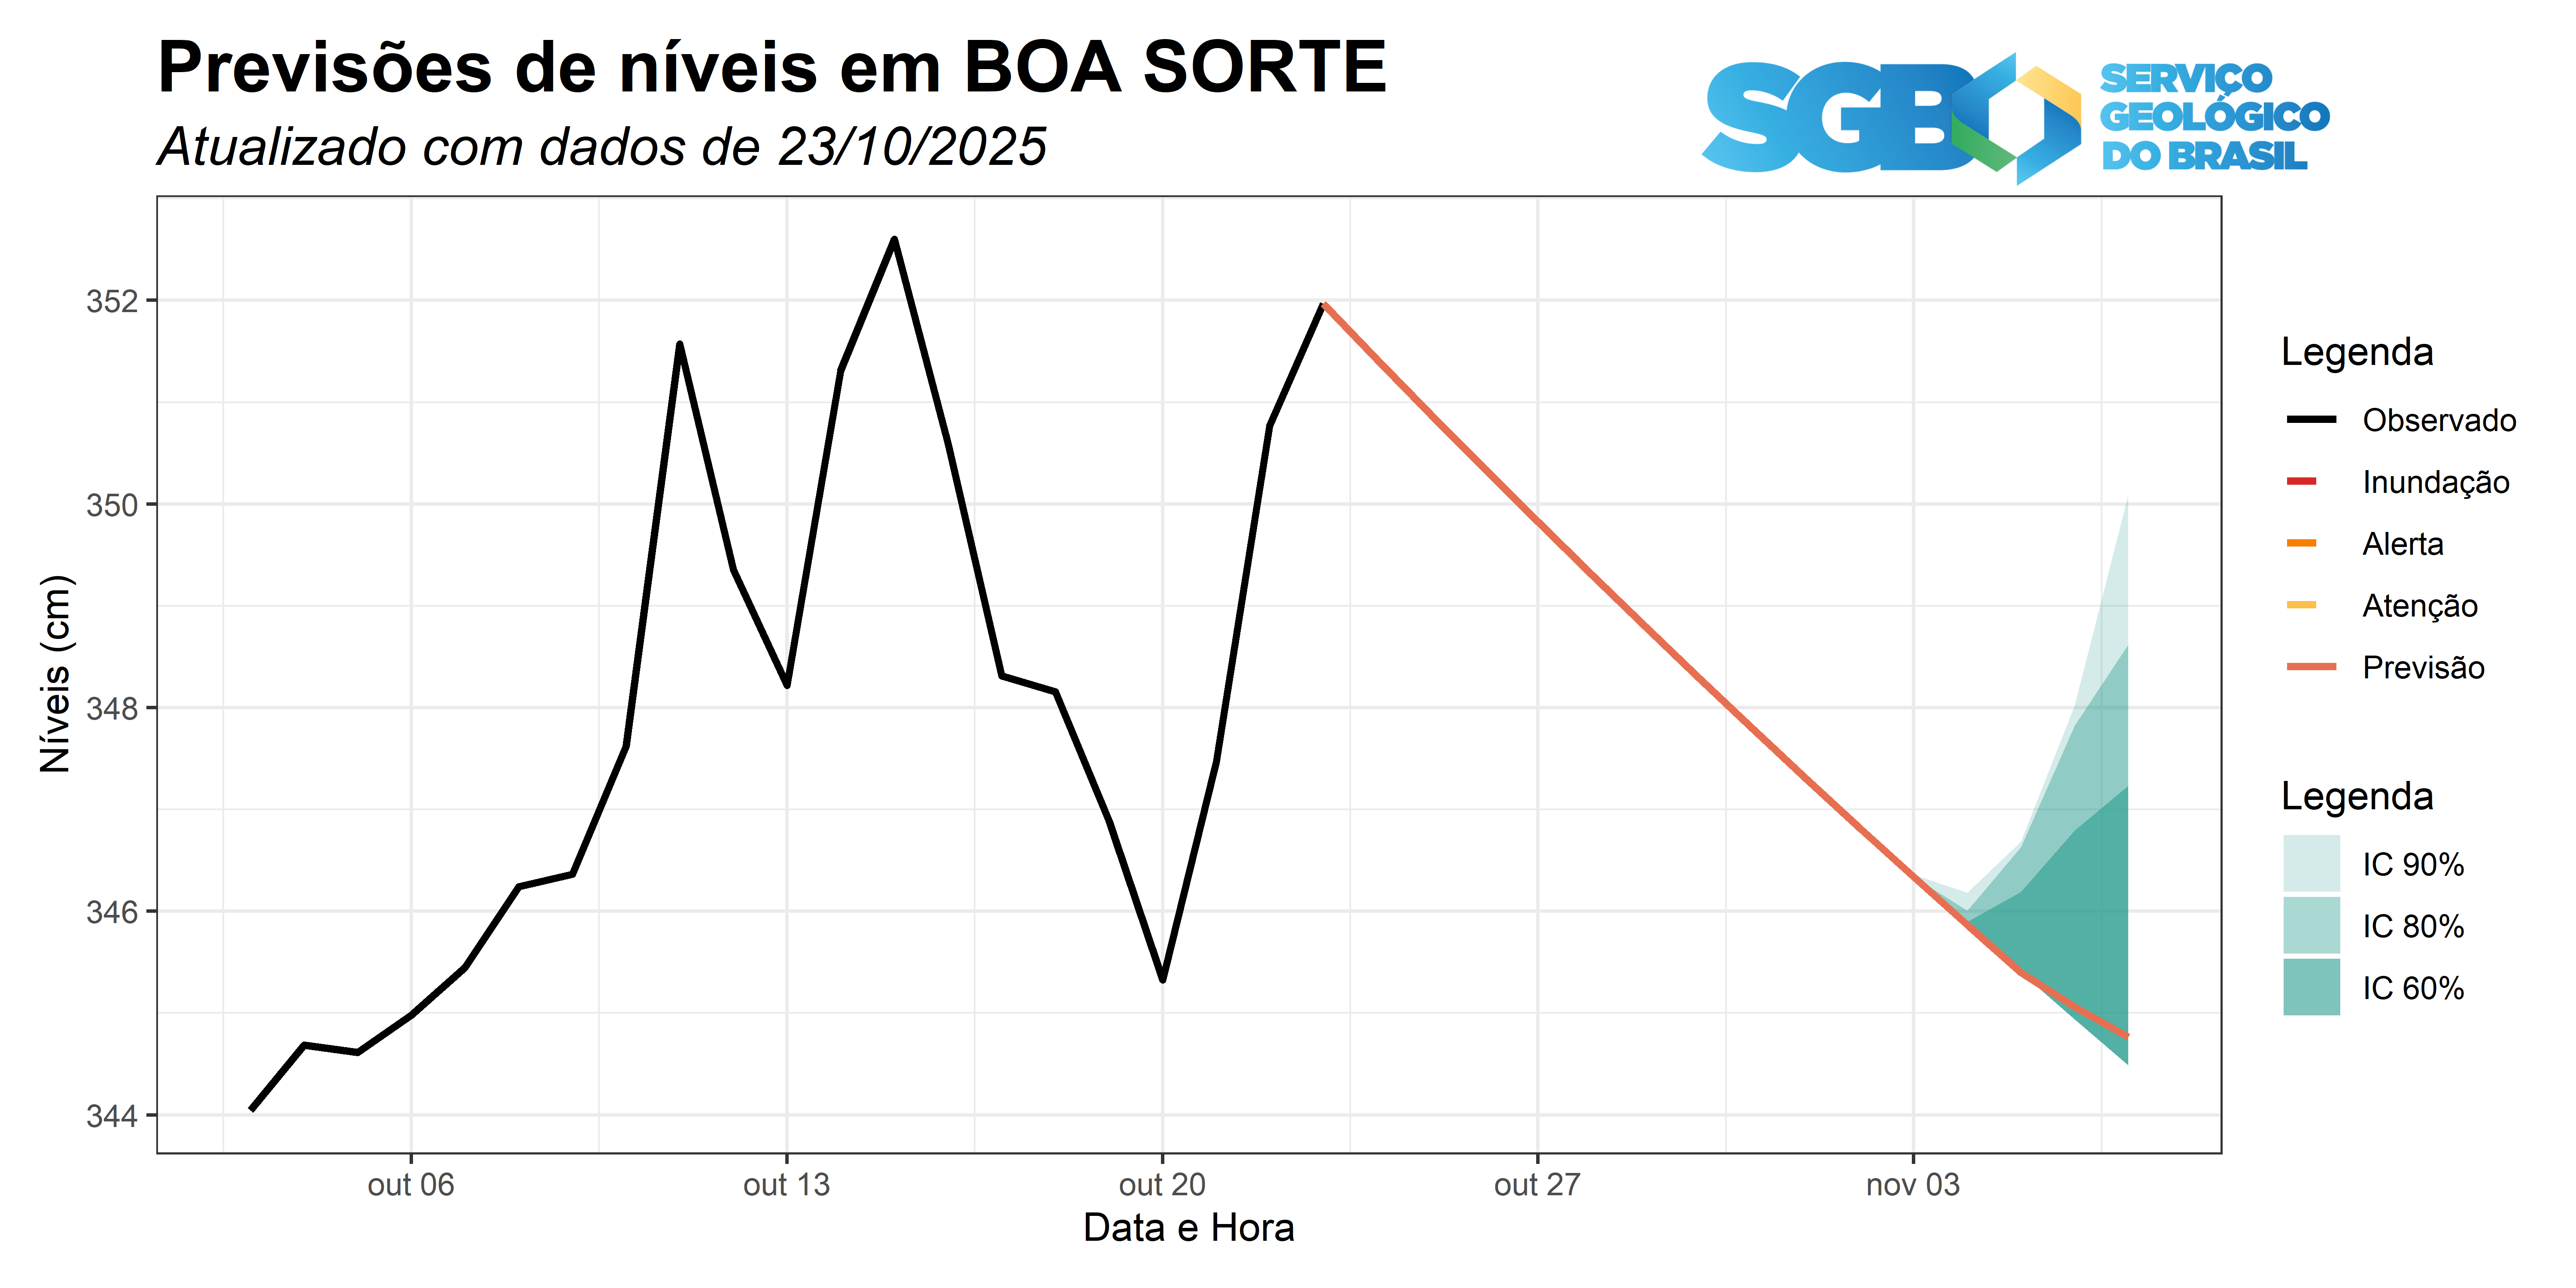 Previsões de níveis em BOA SORTE
Atualizado com dados de 23/10/2025
SGB
SERVIÇO
GEOLÓGICO
DO BRASIL
Níveis (cm)
352
350
348
346
344
out 06
out 13
out 20
out 27
nov 03
Data e Hora
Legenda
Observado
Inundação
Alerta
Atenção
Previsão
Legenda
IC 90%
IC 80%
IC 60%